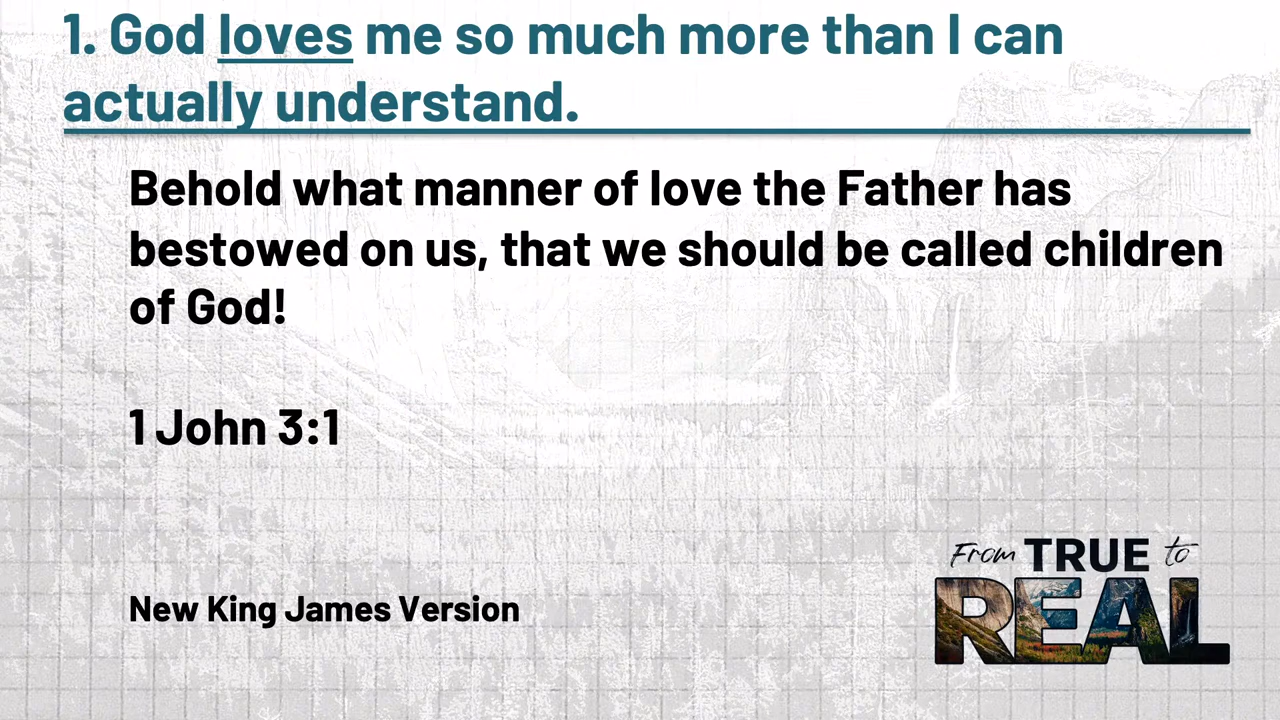 1. God loves me so much more than I can
actually understand.
Behold what manner of love the Father has
bestowed on us, that we should be called children
of God!
1 John 3:1
New King James Version
From TRUE to
REAL